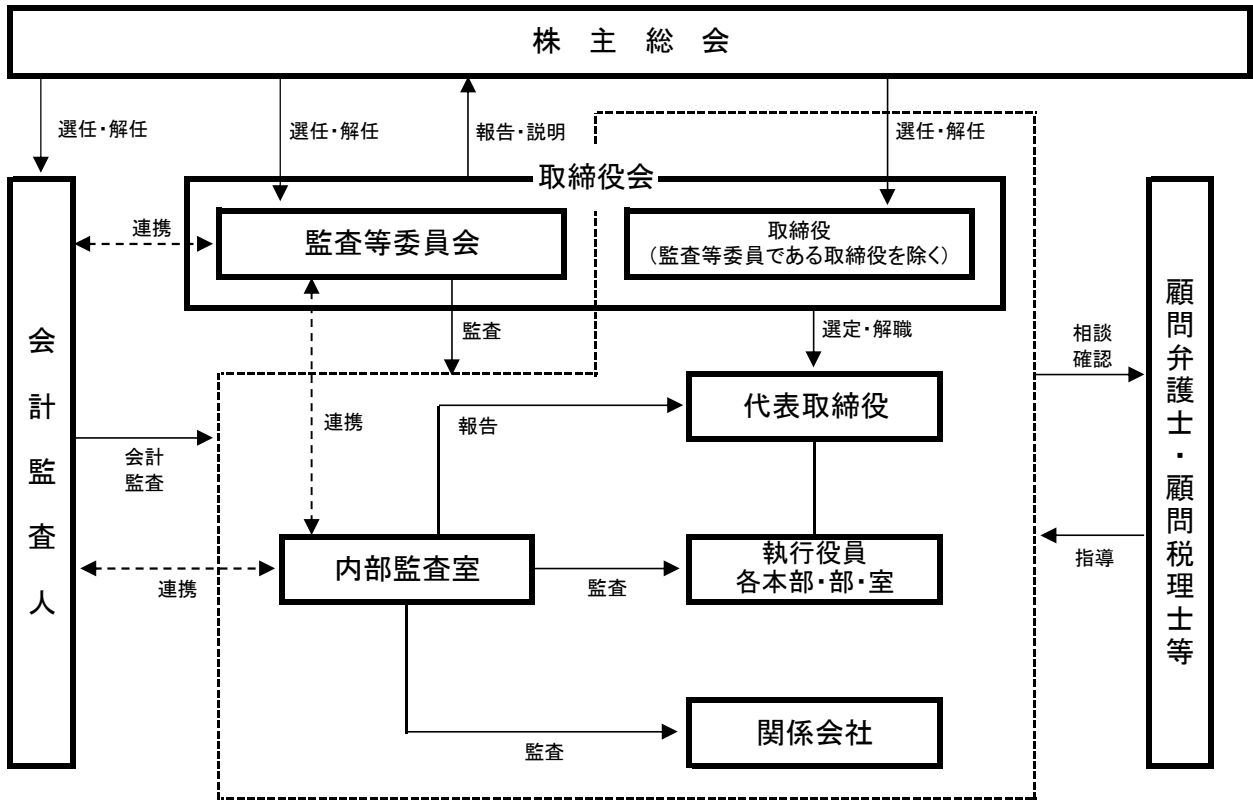 株主総会
選任・解任
選任・解任
報告・説明
選任・解任
取締役会
連携
監査等委員会
取締役
（監査等委員である取締役を除く）
監査
選定・解職
会計監査人
会計
監査
連携
報告
代表取締役
相談
確認
顧問弁護士・顧問税理士等
連携
内部監査室
監査
執行役員
各本部・部・室
指導
監査
関係会社